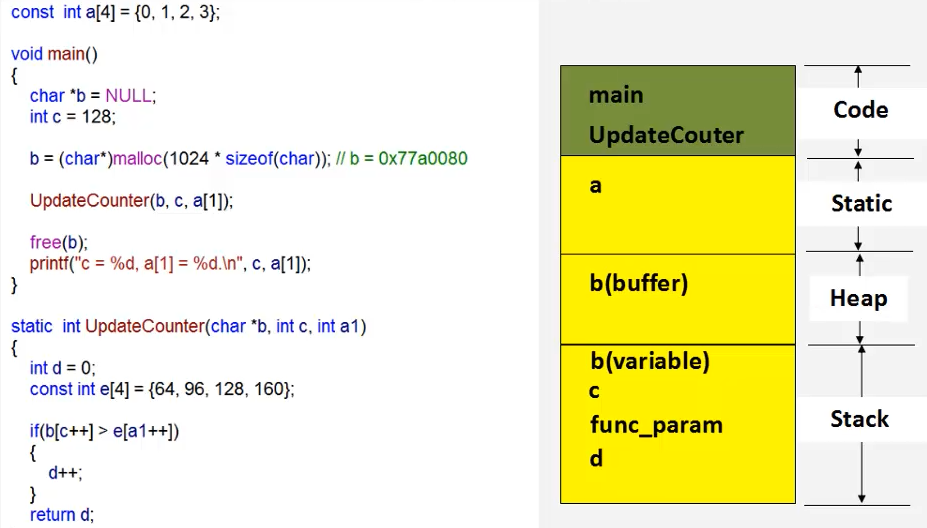 const int a[4] = {0, 1, 2, 3};
void main()
{
char *b = NULL;
int c = 128;
b = (char*)malloc(1024 * sizeof(char)); // b = 0x77a0080
UpdateCounter(b, c, a[1]);
free(b);
printf("c = %d, a[1] = %d.\n", c, a[1]);
}
static int UpdateCounter(char *b, int c, int a1)
{
int d = 0;
const int e[4] = {64, 96, 128, 160};
if(b[c++] > e[a1++])
{
d++;
}
return d;
main
UpdateCouter
Code
a
Static
b(buffer)
Heap
b(variable)
c
func_param
d
Stack